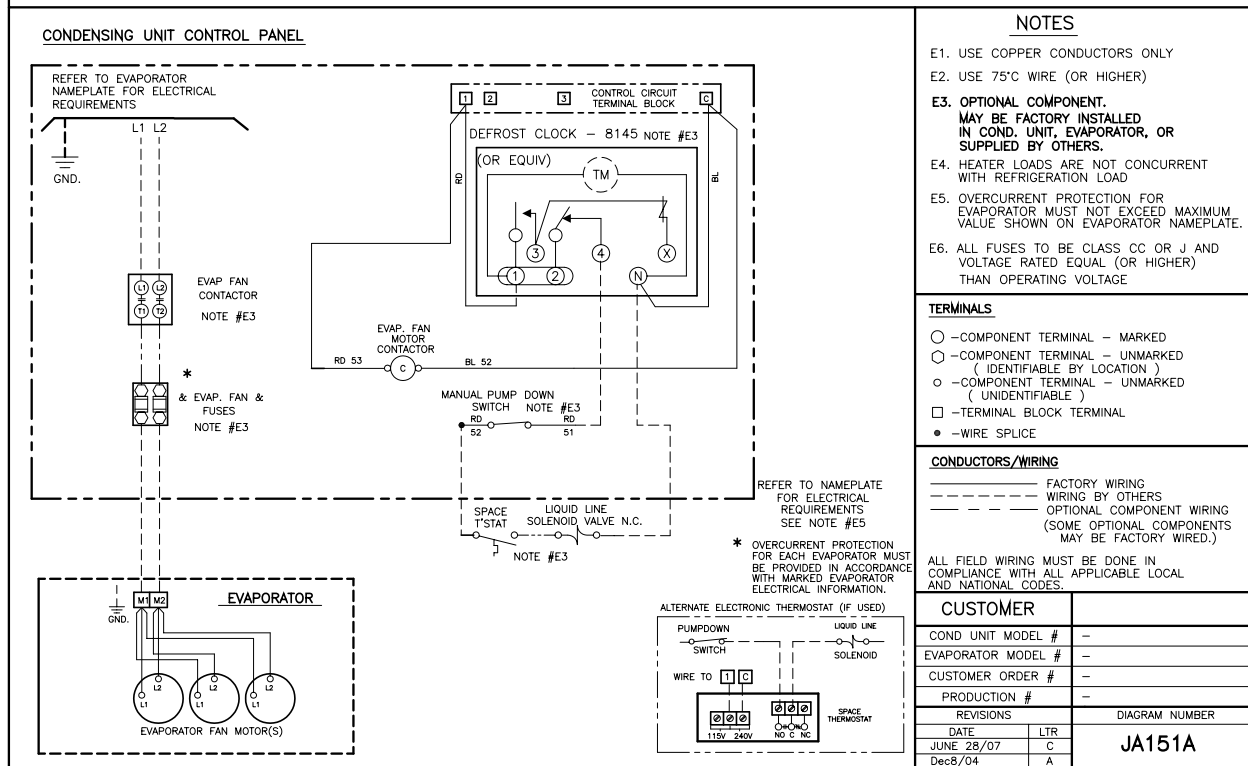 CONDENSING UNIT CONTROL PANEL
REFER TO EVAPORATOR
NAMEPLATE FOR ELECTRICAL
REQUIREMENTS
L1 L2
GND.
1 2 3 C
CONTROL CIRCUIT
TERMINAL BLOCK
DEFROST CLOCK - 8145 NOTE #E3
(OR EQUIV)
TM
RD
BL
3 4 X
1 2 N
L1 L2
T1 T2
EVAP FAN
CONTACTOR
NOTE #E3
*
& EVAP. FAN &
FUSES
NOTE #E3
EVAP. FAN
MOTOR
CONTACTOR
RD 53
C
BL 52
MANUAL PUMP DOWN
SWITCH NOTE #E3
RD RD
52 51
SPACE
T'STAT
LIQUID LINE
SOLENOID VALVE N.C.
NOTE #E3
REFER TO NAMEPLATE
FOR ELECTRICAL
REQUIREMENTS
SEE NOTE #E5
* OVERCURRENT PROTECTION
FOR EACH EVAPORATOR MUST
BE PROVIDED IN ACCORDANCE
WITH MARKED EVAPORATOR
ELECTRICAL INFORMATION.
GND.
M1 M2
EVAPORATOR
L2 L2 L2
L1 L1 L1
EVAPORATOR FAN MOTOR(S)
ALTERNATE ELECTRONIC THERMOSTAT (IF USED)
PUMPDOWN
SWITCH
LIQUID LINE
SOLENOID
WIRE TO 1 C
115V 240V
NO C NC
SPACE
THERMOSTAT
NOTES
E1. USE COPPER CONDUCTORS ONLY
E2. USE 75°C WIRE (OR HIGHER)
E3. OPTIONAL COMPONENT.
MAY BE FACTORY INSTALLED
IN COND. UNIT, EVAPORATOR, OR
SUPPLIED BY OTHERS.
E4. HEATER LOADS ARE NOT CONCURRENT
WITH REFRIGERATION LOAD
E5. OVERCURRENT PROTECTION FOR
EVAPORATOR MUST NOT EXCEED MAXIMUM
VALUE SHOWN ON EVAPORATOR NAMEPLATE.
E6. ALL FUSES TO BE CLASS CC OR J AND
VOLTAGE RATED EQUAL (OR HIGHER)
THAN OPERATING VOLTAGE
TERMINALS
-COMPONENT TERMINAL - MARKED
-COMPONENT TERMINAL - UNMARKED
( IDENTIFIABLE BY LOCATION )
-COMPONENT TERMINAL - UNMARKED
( UNIDENTIFIABLE )
-TERMINAL BLOCK TERMINAL
-WIRE SPLICE
CONDUCTORS/WIRING
FACTORY WIRING
WIRING BY OTHERS
OPTIONAL COMPONENT WIRING
(SOME OPTIONAL COMPONENTS
MAY BE FACTORY WIRED.)
ALL FIELD WIRING MUST BE DONE IN
COMPLIANCE WITH ALL APPLICABLE LOCAL
AND NATIONAL CODES.
CUSTOMER
COND UNIT MODEL # -
EVAPORATOR MODEL # -
CUSTOMER ORDER # -
PRODUCTION # -
REVISIONS
DIAGRAM NUMBER
DATE LTR
JUNE 28/07 C
Dec8/04 A
JA151A